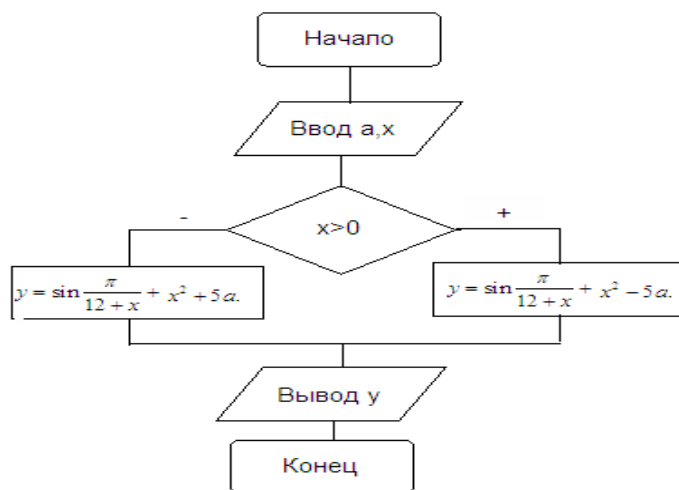 Начало
Ввод а,х
x>0
-
+
y = sin π/(12 + x) + x² + 5a.
y = sin π/(12 + x) + x² − 5a.
Вывод у
Конец